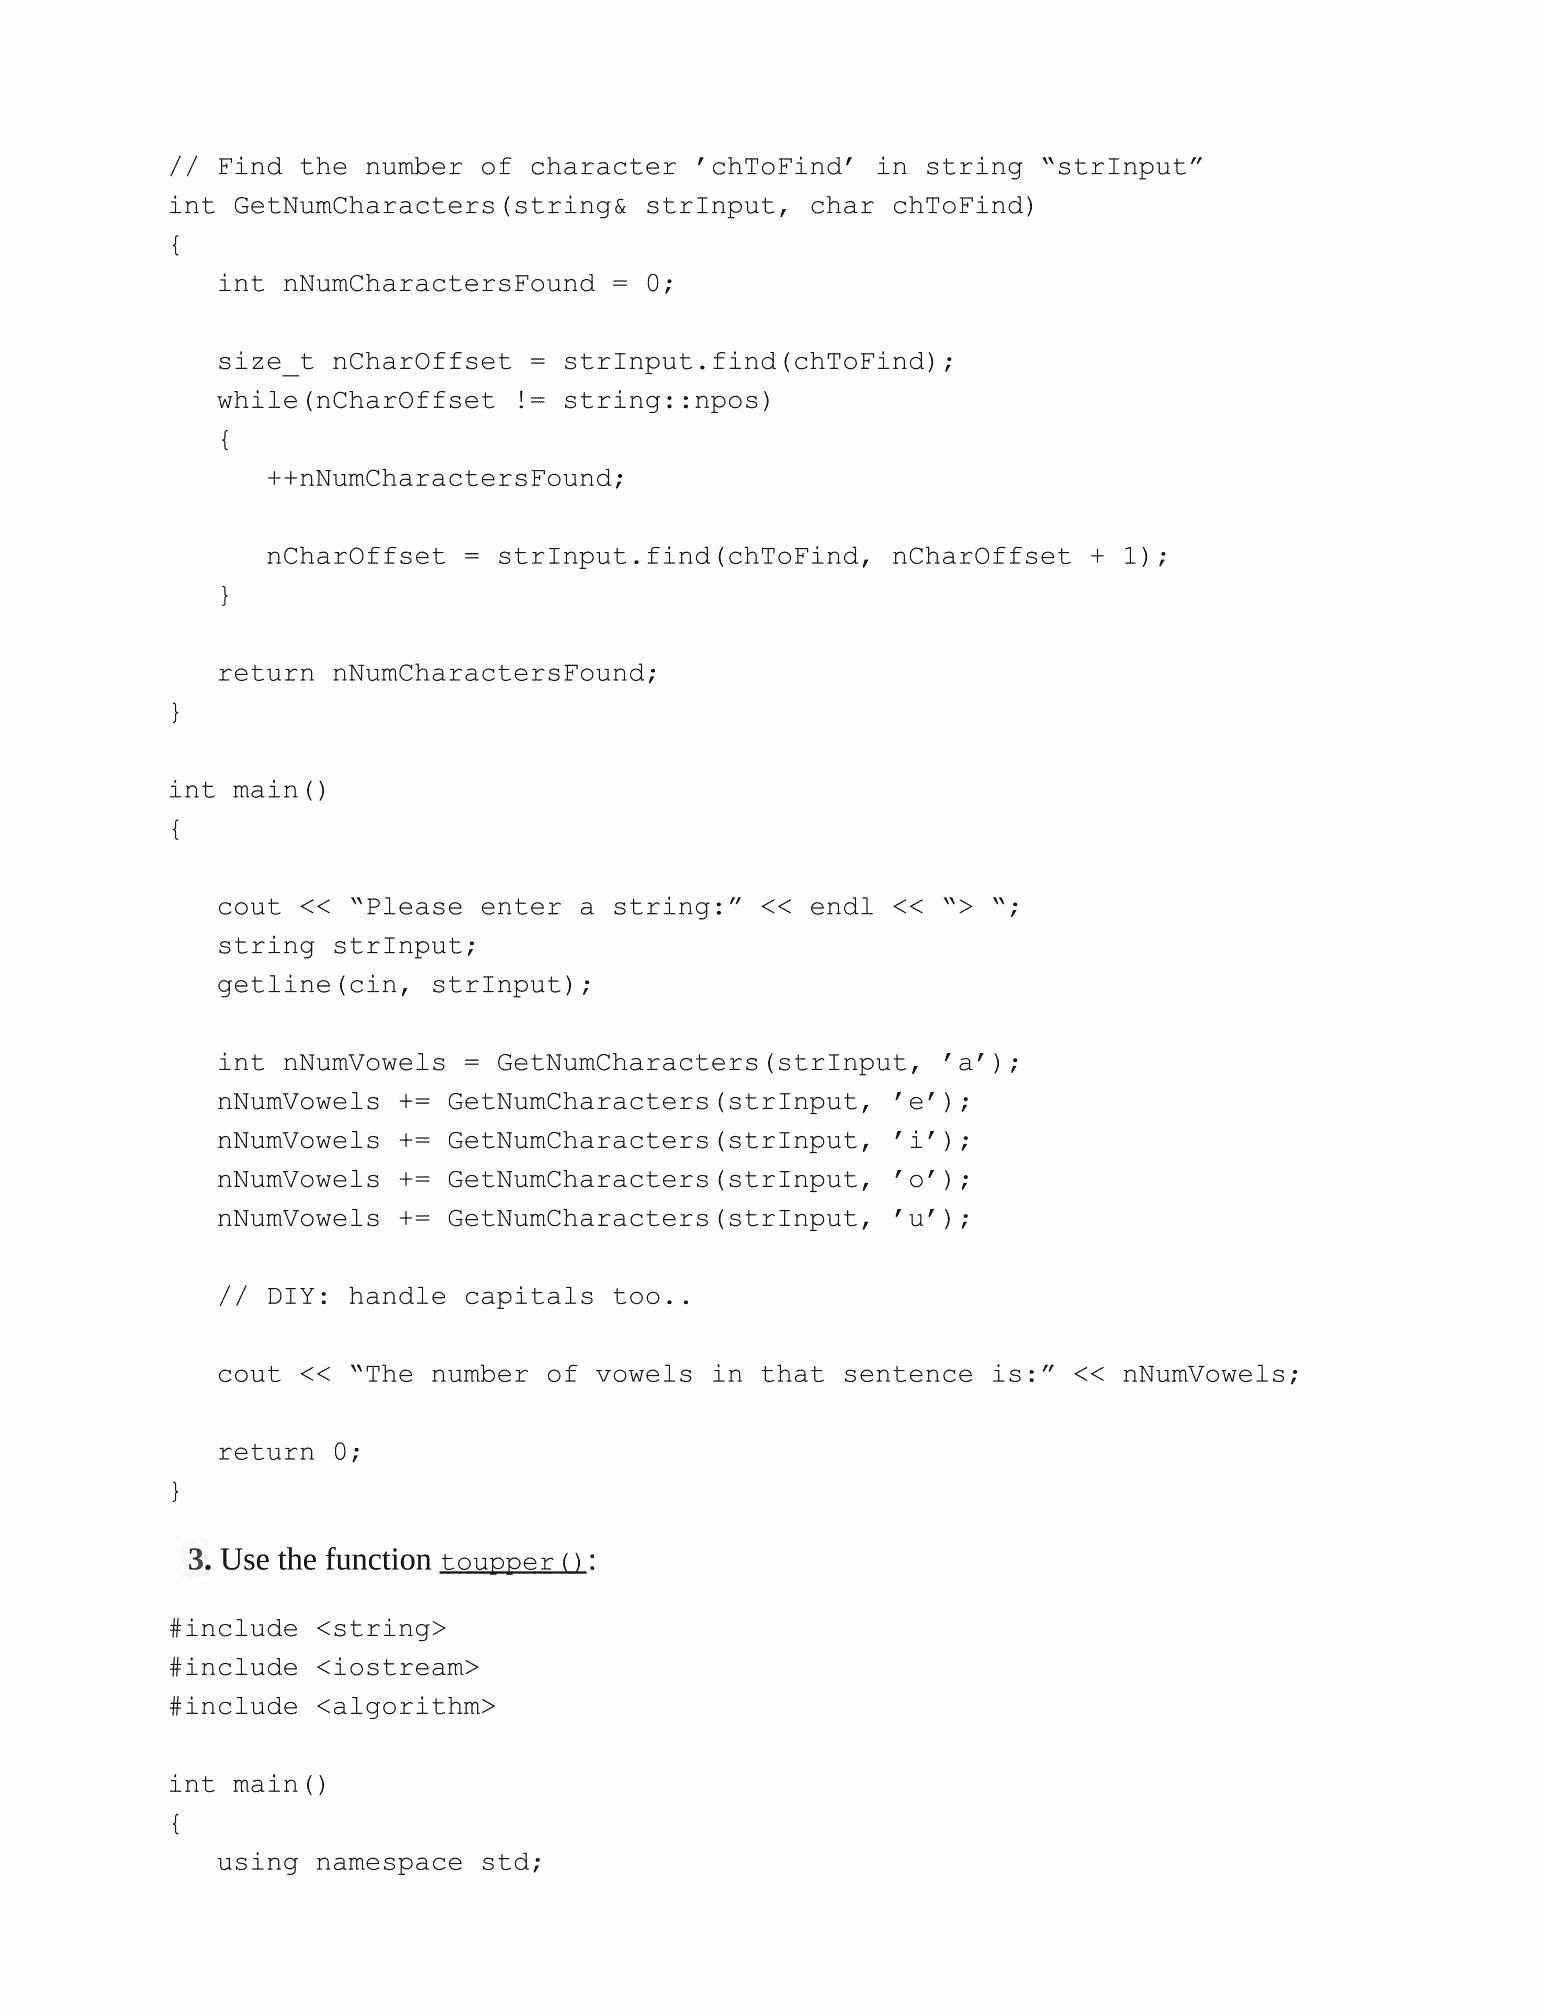 // Find the number of character ’chToFind’ in string “strInput”
int GetNumCharacters(string& strInput, char chToFind)
{
   int nNumCharactersFound = 0;

   size_t nCharOffset = strInput.find(chToFind);
   while(nCharOffset != string::npos)
   {
      ++nNumCharactersFound;

      nCharOffset = strInput.find(chToFind, nCharOffset + 1);
   }

   return nNumCharactersFound;
}

int main()
{

   cout << “Please enter a string:” << endl << “> “;
   string strInput;
   getline(cin, strInput);

   int nNumVowels = GetNumCharacters(strInput, ’a’);
   nNumVowels += GetNumCharacters(strInput, ’e’);
   nNumVowels += GetNumCharacters(strInput, ’i’);
   nNumVowels += GetNumCharacters(strInput, ’o’);
   nNumVowels += GetNumCharacters(strInput, ’u’);

   // DIY: handle capitals too..

   cout << “The number of vowels in that sentence is:” << nNumVowels;

   return 0;
}

3. Use the function toupper():

#include <string>
#include <iostream>
#include <algorithm>

int main()
{
   using namespace std;